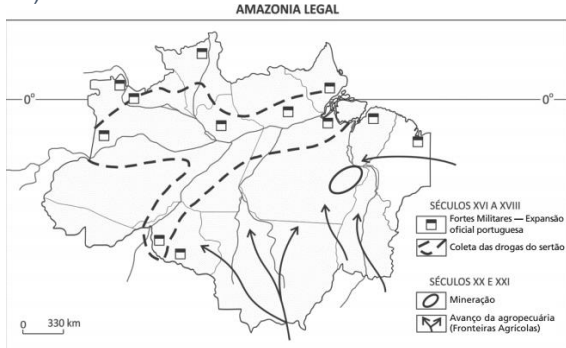 AMAZONIA LEGAL
0°
0°
SÉCULOS XVI A XVIII
Fortes Militares — Expansão
oficial portuguesa
Coleta das drogas do sertão
SÉCULOS XX E XXI
Mineração
Avanço da agropecuária
(Fronteiras Agrícolas)
0 330 km